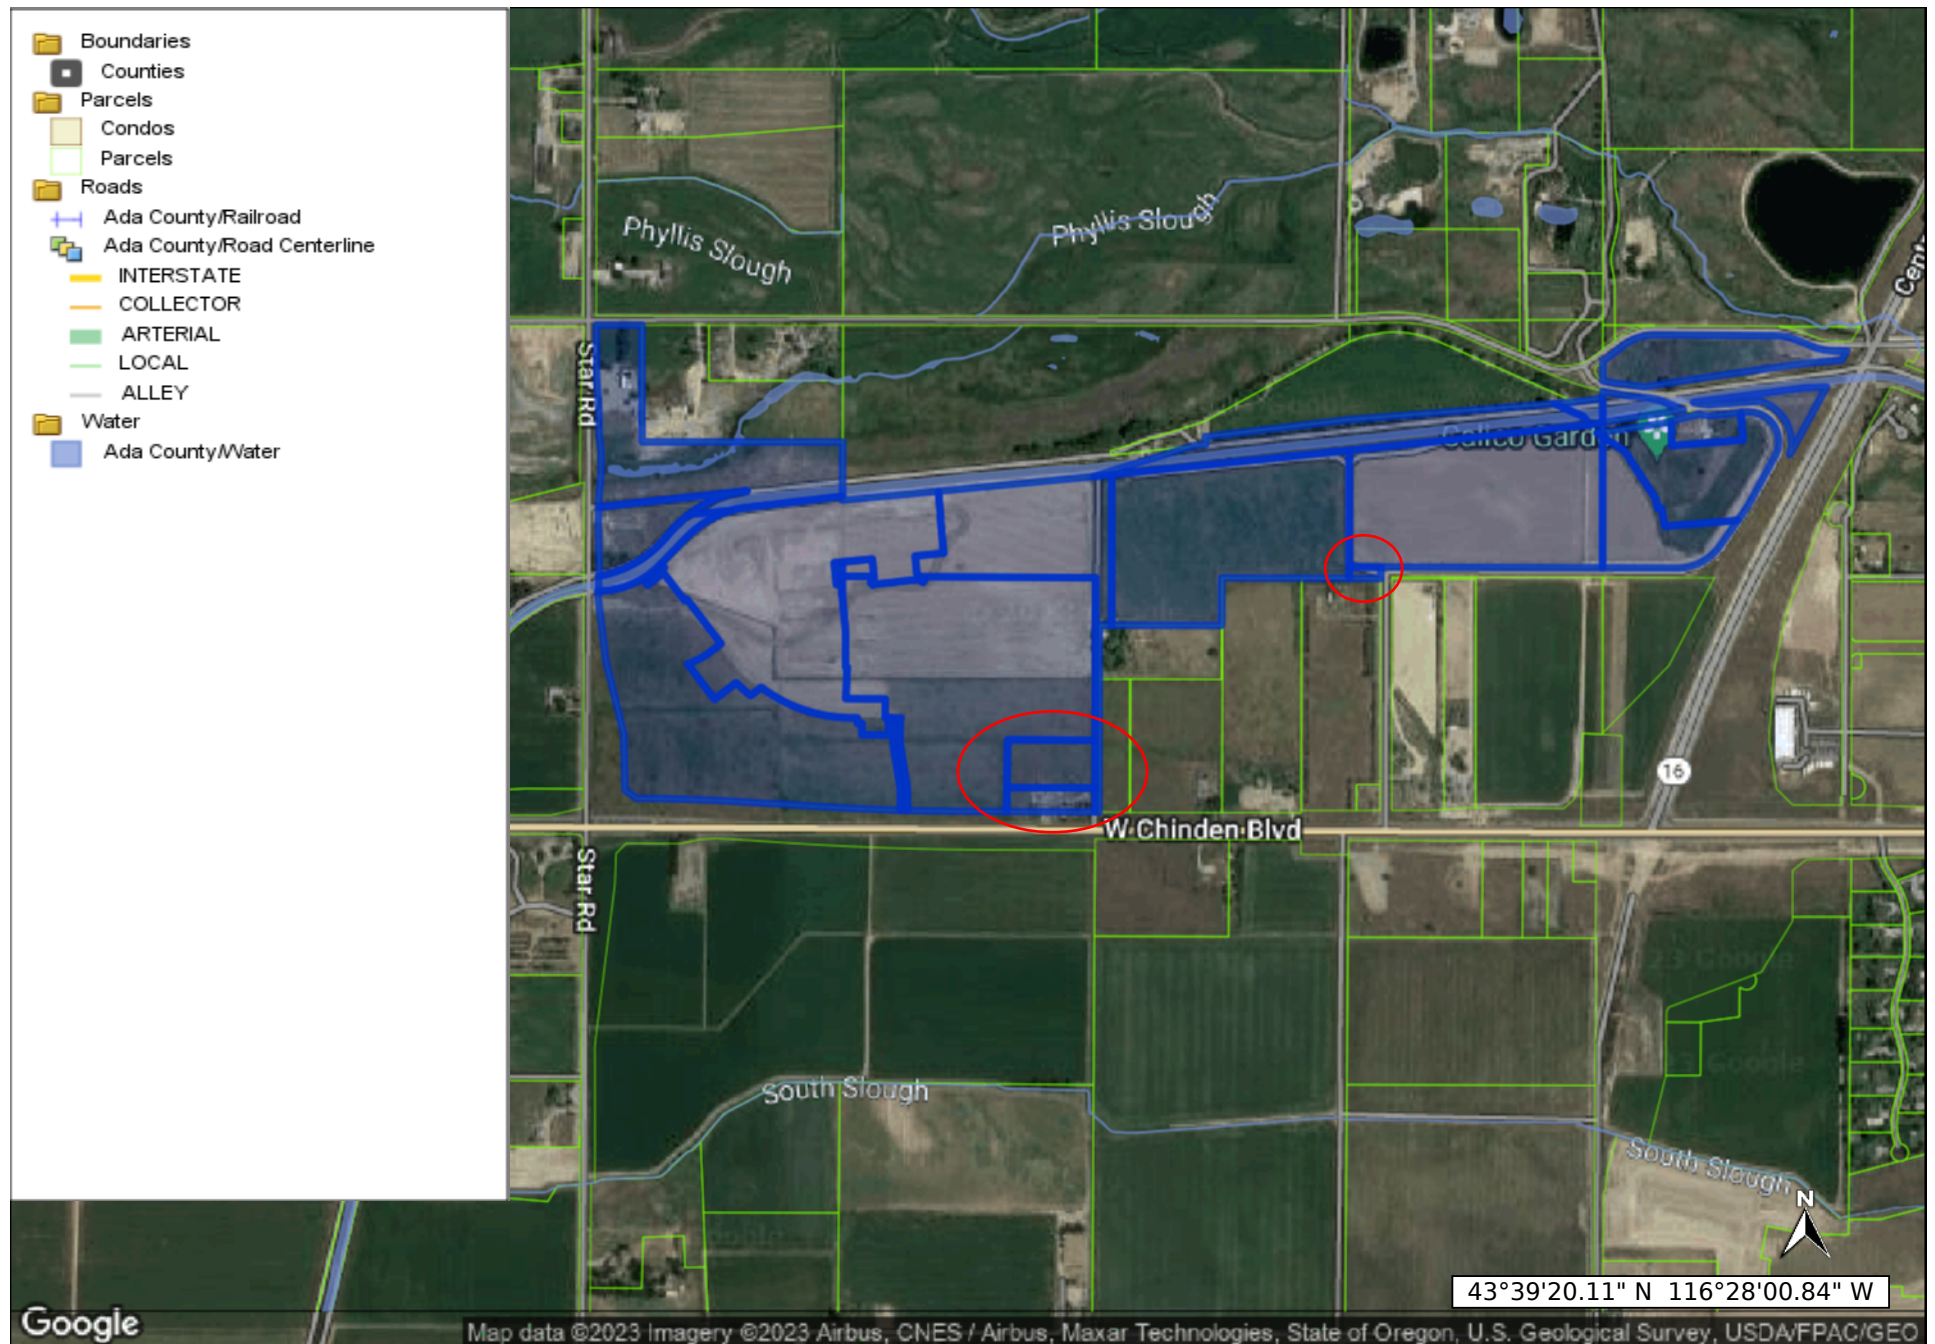 Boundaries
Counties
Parcels
Condos
Parcels
Roads
Ada County/Railroad
Ada County/Road Centerline
INTERSTATE
COLLECTOR
ARTERIAL
LOCAL
ALLEY
Water
Ada County/Water
Phyllis Slough
Phyllis Slough
Star Rd
Calico Garden
16
W Chinden Blvd
Star Rd
South Slough
South Slough
N
43°39'20.11" N 116°28'00.84" W
Google
Map data ©2023 Imagery ©2023 Airbus, CNES / Airbus, Maxar Technologies, State of Oregon, U.S. Geological Survey, USDA/FPAC/GEO